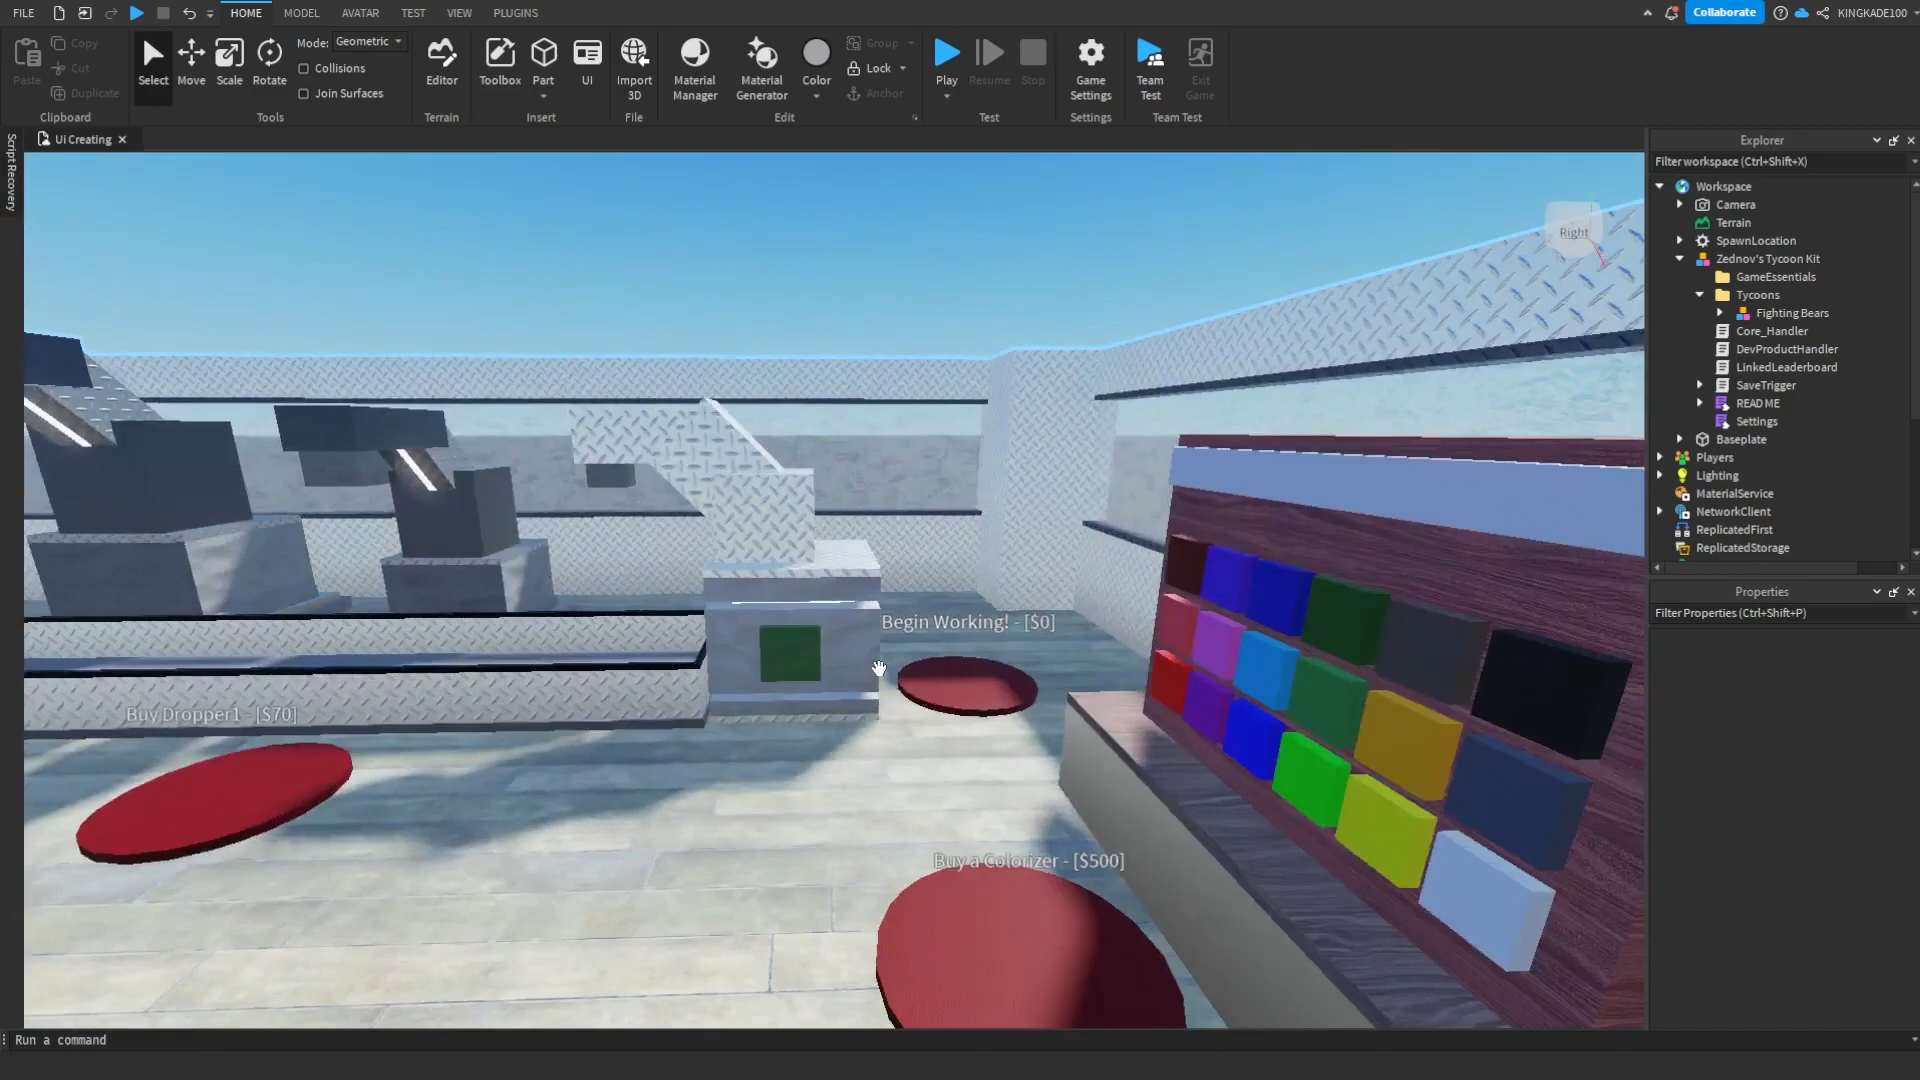 FILE
HOME
MODEL
AVATAR
TEST
VIEW
PLUGINS
Collaborate
KINGKADE100
Paste
Copy
Cut
Duplicate
Clipboard
Select
Move
Scale
Rotate
Mode: Geometric
Collisions
Join Surfaces
Tools
Editor
Terrain
Toolbox
Part
UI
Insert
Import 3D
File
Material Manager
Material Generator
Color
Group
Lock
Anchor
Edit
Play
Resume
Stop
Test
Game Settings
Settings
Team Test
Exit Game
Team Test
Script Recovery
Ui Creating
Right
Begin Working! - [$0]
Buy Dropper1 - [$70]
Buy a Colorizer - [$500]
Explorer
Filter workspace (Ctrl+Shift+X)
Workspace
Camera
Terrain
SpawnLocation
Zednov's Tycoon Kit
GameEssentials
Tycoons
Fighting Bears
Core_Handler
DevProductHandler
LinkedLeaderboard
SaveTrigger
README
Settings
Baseplate
Players
Lighting
MaterialService
NetworkClient
ReplicatedFirst
ReplicatedStorage
Properties
Filter Properties (Ctrl+Shift+P)
Run a command